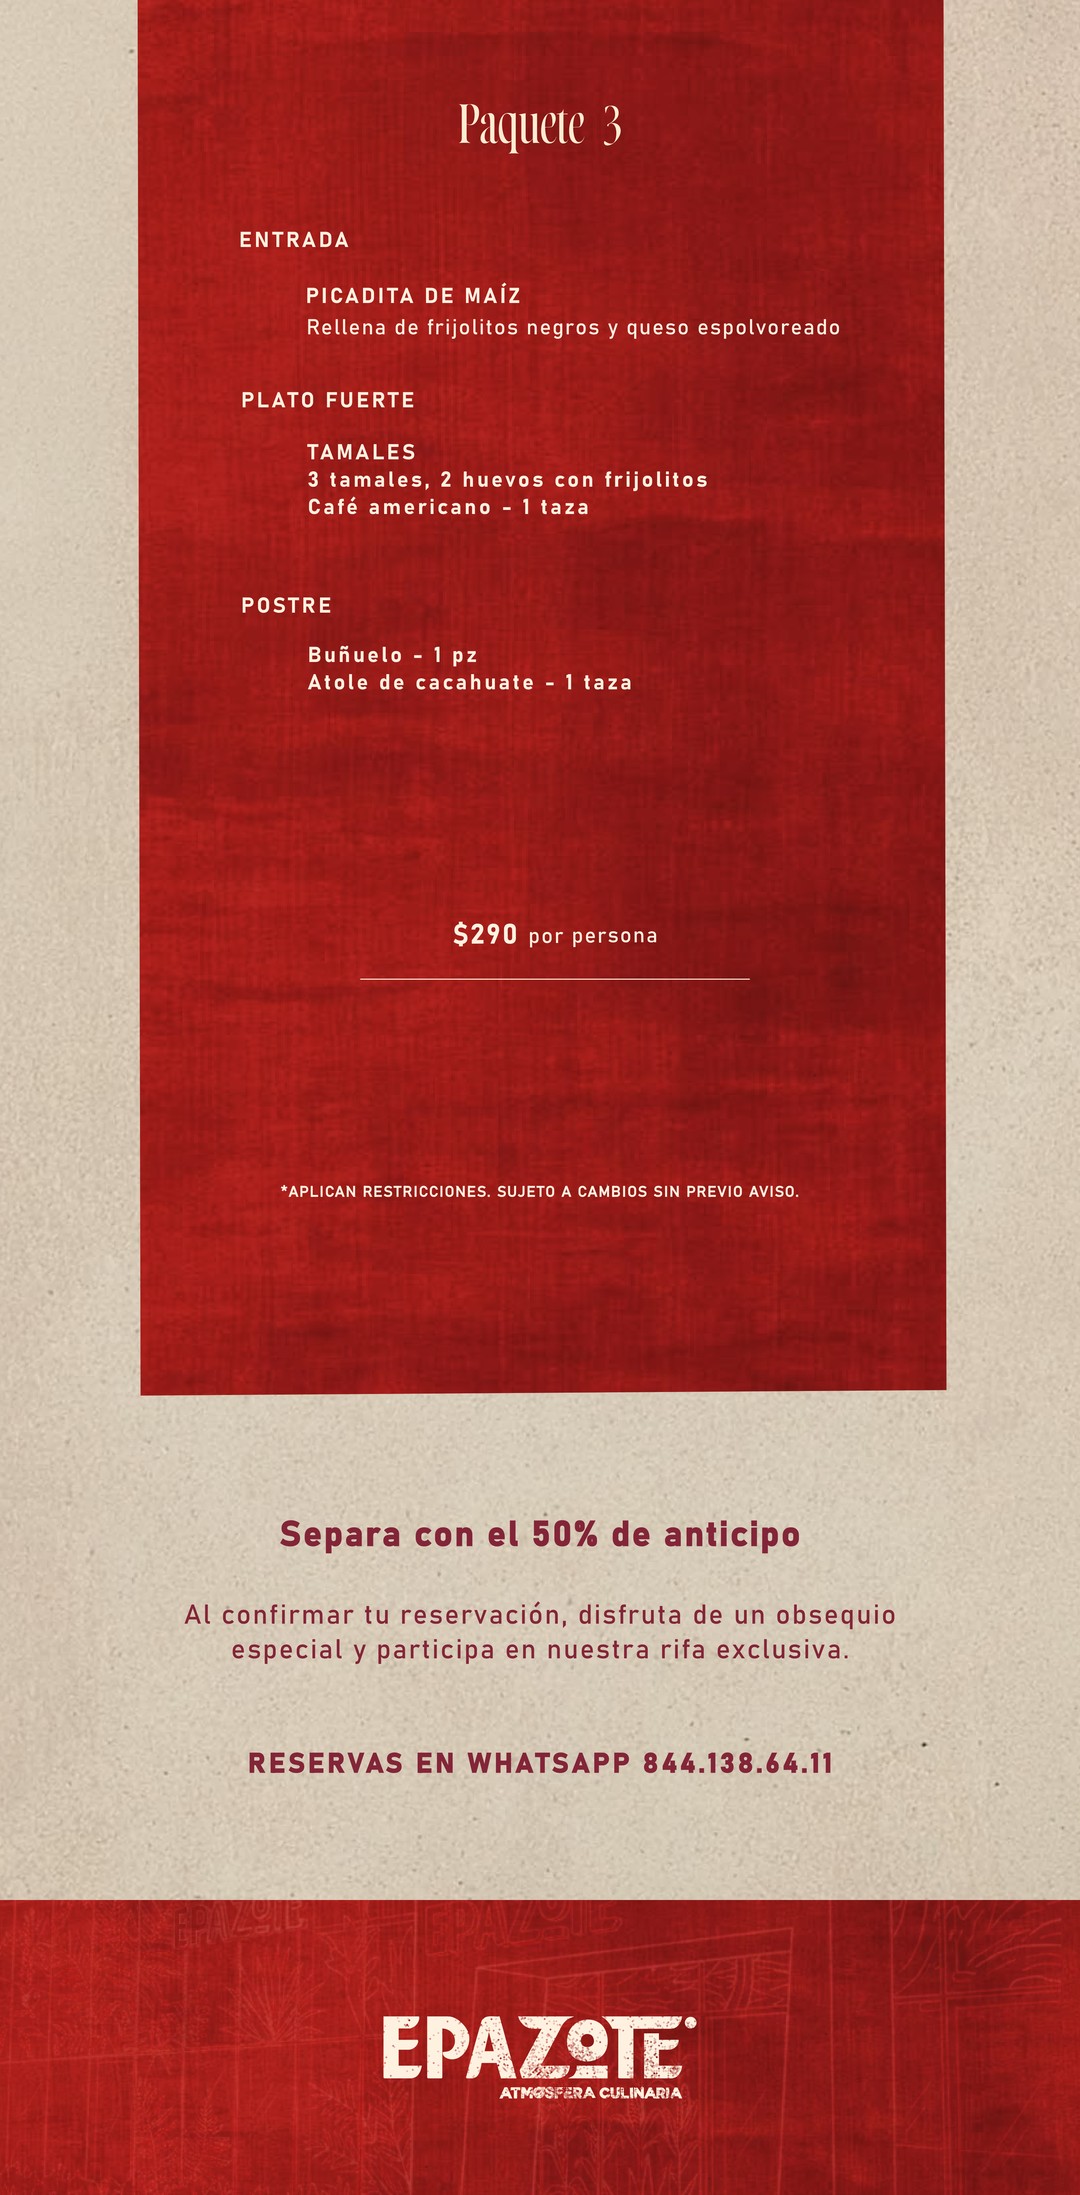 Paquete 3
ENTRADA
PICADITA DE MAÍZ
Rellena de frijolitos negros y queso espolvoreado
PLATO FUERTE
TAMALES
3 tamales, 2 huevos con frijolitos
Café americano - 1 taza
POSTRE
Buñuelo - 1 pz
Atole de cacahuate - 1 taza
$290 por persona
*APLICAN RESTRICCIONES. SUJETO A CAMBIOS SIN PREVIO AVISO.
Separa con el 50% de anticipo
Al confirmar tu reservación, disfruta de un obsequio
especial y participa en nuestra rifa exclusiva.
RESERVAS EN WHATSAPP 844.138.64.11
EPAZOTE EPAZOTE
EPAZOTE
ATMOSFERA CULINARIA